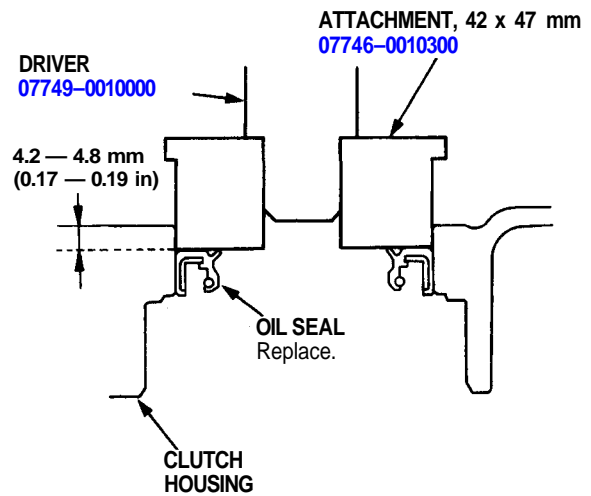 ATTACHMENT, 42 x 47 mm
07746–0010300
DRIVER
07749–0010000
4.2 — 4.8 mm
(0.17 — 0.19 in)
OIL SEAL
Replace.
CLUTCH
HOUSING